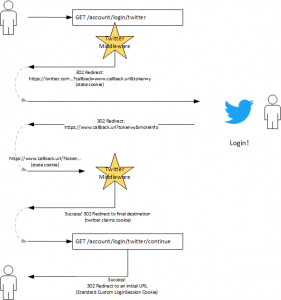 GET /account/login/twitter
Twitter
Middleware
302 Redirect:
https://twitter.com...?callback=www.callback.url&token=y
(state cookie)
302 Redirect:
https://www.callback.url?token=y&moreinfo
Login!
https://www.callback.url/?token...
(state cookie)
Twitter
Middleware
Success! 302 Redirect to final destination
(twitter claims cookie)
GET /account/login/twitter/continue
Success!
302 Redirect to an initial URL
(Standard Custom LoginSession Cookie)